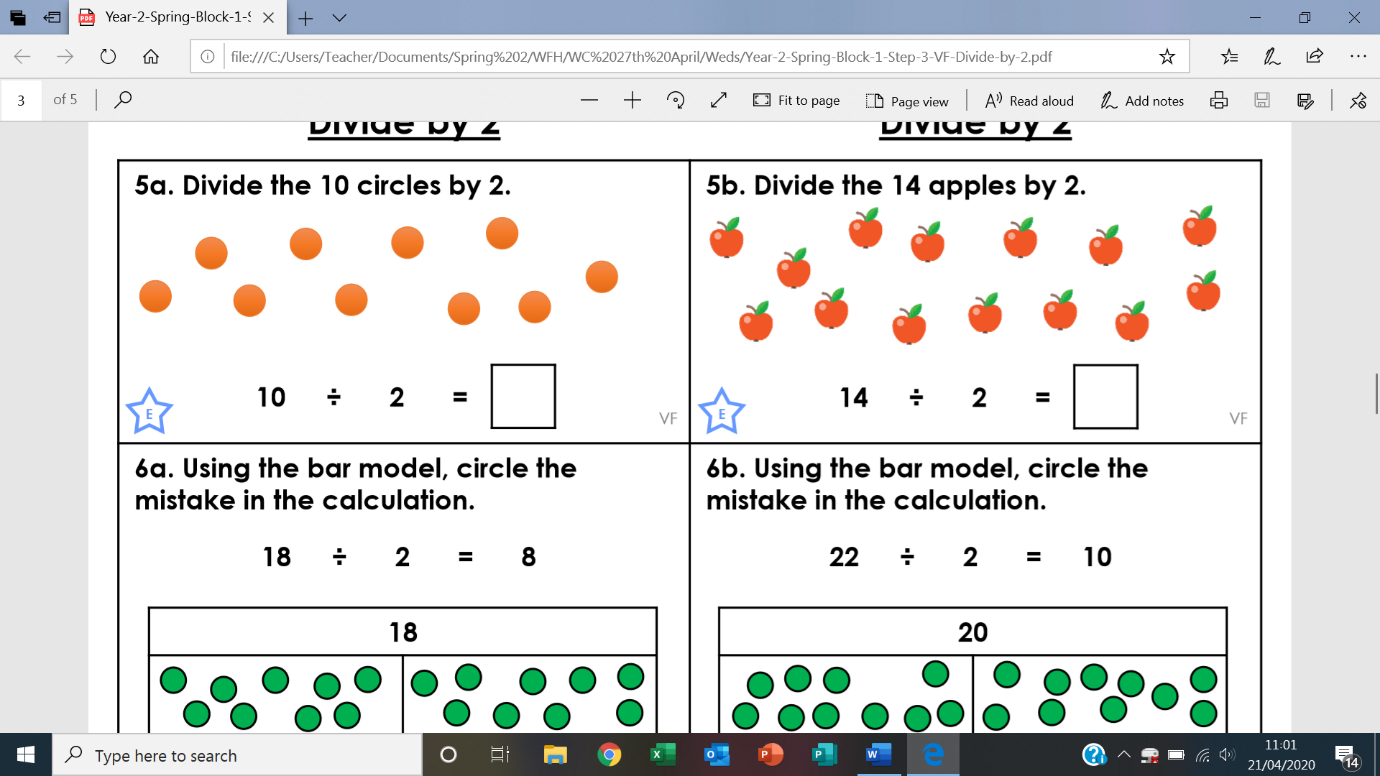 Year-2-Spring-Block-1-S
file:///C:/Users/Teacher/Documents/Spring%202/WFH/WC%2027th%20April/Weds/Year-2-Spring-Block-1-Step-3-VF-Divide-by-2.pdf
3 of 5
Fit to page
Page view
Read aloud
Add notes
Divide by 2
Divide by 2
5a. Divide the 10 circles by 2.
10 ÷ 2 =
E
VF
5b. Divide the 14 apples by 2.
14 ÷ 2 =
E
VF
6a. Using the bar model, circle the
mistake in the calculation.
18 ÷ 2 = 8
18
6b. Using the bar model, circle the
mistake in the calculation.
22 ÷ 2 = 10
20
Type here to search
11:01
21/04/2020
14